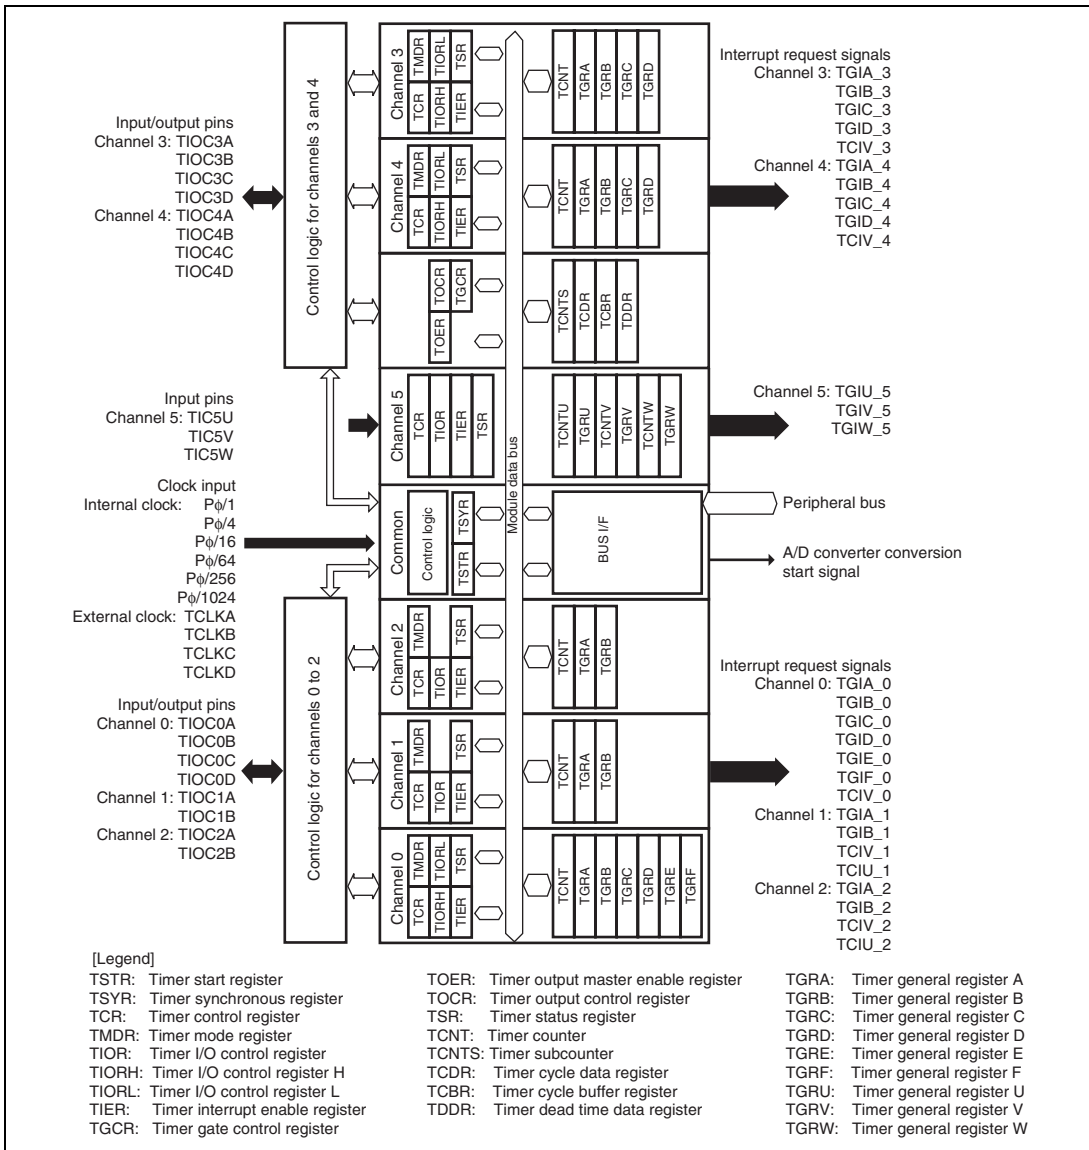 Input/output pins
Channel 3: TIOC3A
TIOC3B
TIOC3C
TIOC3D
Channel 4: TIOC4A
TIOC4B
TIOC4C
TIOC4D
Input pins
Channel 5: TIC5U
TIC5V
TIC5W
Clock input
Internal clock: Pφ/1
Pφ/4
Pφ/16
Pφ/64
Pφ/256
Pφ/1024
External clock: TCLKA
TCLKB
TCLKC
TCLKD
Input/output pins
Channel 0: TIOC0A
TIOC0B
TIOC0C
TIOC0D
Channel 1: TIOC1A
TIOC1B
Channel 2: TIOC2A
TIOC2B
Control logic for channels 3 and 4
Control logic for channels 0 to 2
Channel 3
TCR
TMDR
TIORH
TIORL
TIER
TSR
TCNT
TGRA
TGRB
TGRC
TGRD
Channel 4
TCR
TMDR
TIORH
TIORL
TIER
TSR
TCNT
TGRA
TGRB
TGRC
TGRD
TOER
TOCR
TGCR
TCNTS
TCDR
TCBR
TDDR
Channel 5
TCR
TIOR
TIER
TSR
TCNTU
TGRU
TCNTV
TGRV
TCNTW
TGRW
Module data bus
Common
Control logic
TSTR
TSYR
BUS I/F
Channel 2
TCR
TMDR
TIOR
TIER
TSR
TCNT
TGRA
TGRB
Channel 1
TCR
TMDR
TIOR
TIER
TSR
TCNT
TGRA
TGRB
Channel 0
TCR
TMDR
TIORH
TIORL
TIER
TSR
TCNT
TGRA
TGRB
TGRC
TGRD
TGRE
TGRF
Interrupt request signals
Channel 3: TGIA_3
TGIB_3
TGIC_3
TGID_3
TCIV_3
Channel 4: TGIA_4
TGIB_4
TGIC_4
TGID_4
TCIV_4
Channel 5: TGIU_5
TGIV_5
TGIW_5
Peripheral bus
A/D converter conversion
start signal
Interrupt request signals
Channel 0: TGIA_0
TGIB_0
TGIC_0
TGID_0
TGIE_0
TGIF_0
TCIV_0
Channel 1: TGIA_1
TGIB_1
TCIV_1
TCIU_1
Channel 2: TGIA_2
TGIB_2
TCIV_2
TCIU_2
[Legend]
TSTR: Timer start register
TSYR: Timer synchronous register
TCR: Timer control register
TMDR: Timer mode register
TIOR: Timer I/O control register
TIORH: Timer I/O control register H
TIORL: Timer I/O control register L
TIER: Timer interrupt enable register
TGCR: Timer gate control register
TOER: Timer output master enable register
TOCR: Timer output control register
TSR: Timer status register
TCNT: Timer counter
TCNTS: Timer subcounter
TCDR: Timer cycle data register
TCBR: Timer cycle buffer register
TDDR: Timer dead time data register
TGRA: Timer general register A
TGRB: Timer general register B
TGRC: Timer general register C
TGRD: Timer general register D
TGRE: Timer general register E
TGRF: Timer general register F
TGRU: Timer general register U
TGRV: Timer general register V
TGRW: Timer general register W